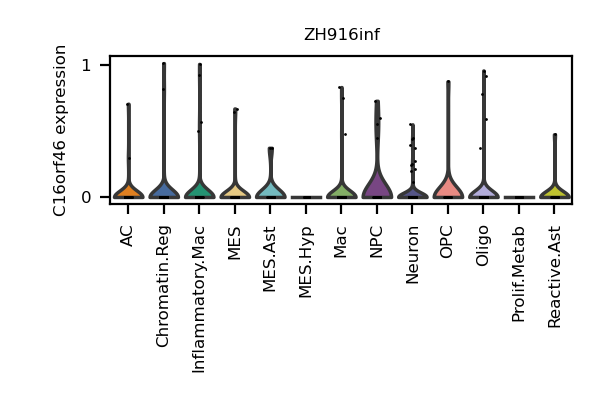 ZH916inf
C16orf46 expression
1
0
AC
Chromatin.Reg
Inflammatory.Mac
MES
MES.Ast
MES.Hyp
Mac
NPC
Neuron
OPC
Oligo
Prolif.Metab
Reactive.Ast